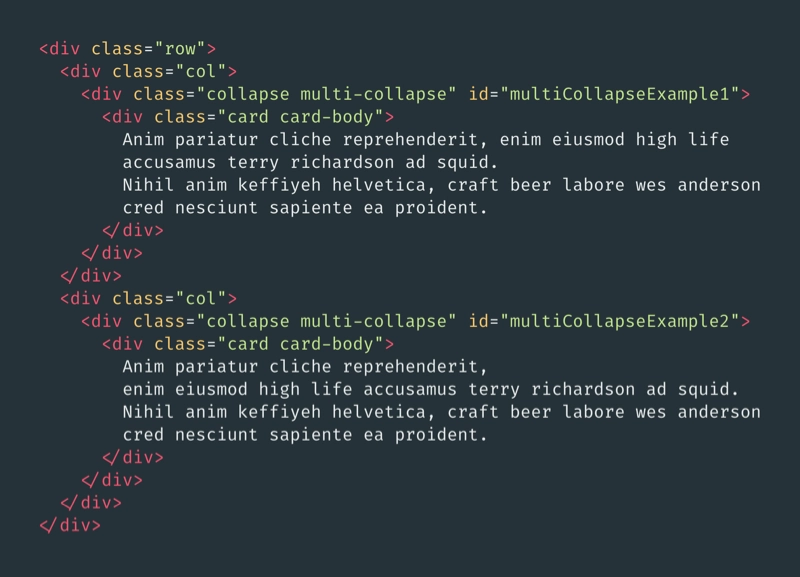 <div class="row">
  <div class="col">
    <div class="collapse multi-collapse" id="multiCollapseExample1">
      <div class="card card-body">
        Anim pariatur cliche reprehenderit, enim eiusmod high life
        accusamus terry richardson ad squid.
        Nihil anim keffiyeh helvetica, craft beer labore wes anderson
        cred nesciunt sapiente ea proident.
      </div>
    </div>
  </div>
  <div class="col">
    <div class="collapse multi-collapse" id="multiCollapseExample2">
      <div class="card card-body">
        Anim pariatur cliche reprehenderit,
        enim eiusmod high life accusamus terry richardson ad squid.
        Nihil anim keffiyeh helvetica, craft beer labore wes anderson
        cred nesciunt sapiente ea proident.
      </div>
    </div>
  </div>
</div>